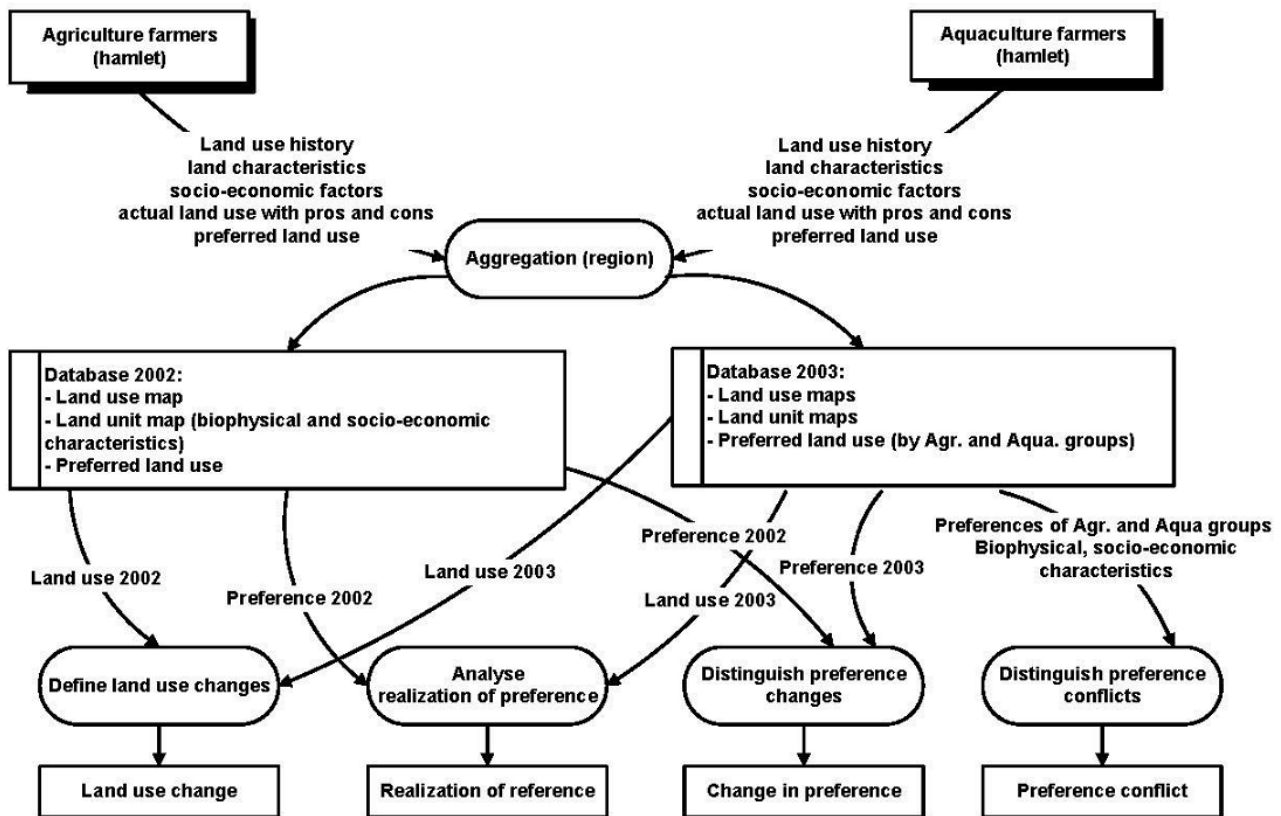 Agriculture farmers
(hamlet)
Aquaculture farmers
(hamlet)
Land use history
land characteristics
socio-economic factors
actual land use with pros and cons
preferred land use
Land use history
land characteristics
socio-economic factors
actual land use with pros and cons
preferred land use
Aggregation (region)
Database 2002:
- Land use map
- Land unit map (biophysical and socio-economic
characteristics)
- Preferred land use
Database 2003:
- Land use maps
- Land unit maps
- Preferred land use (by Agr. and Aqua. groups)
Land use 2002
Preference 2002
Land use 2003
Preference 2002
Land use 2003
Preference 2003
Preferences of Agr. and Aqua groups
Biophysical, socio-economic
characteristics
Define land use changes
Analyse
realization of preference
Distinguish preference
changes
Distinguish preference
conflicts
Land use change
Realization of reference
Change in preference
Preference conflict